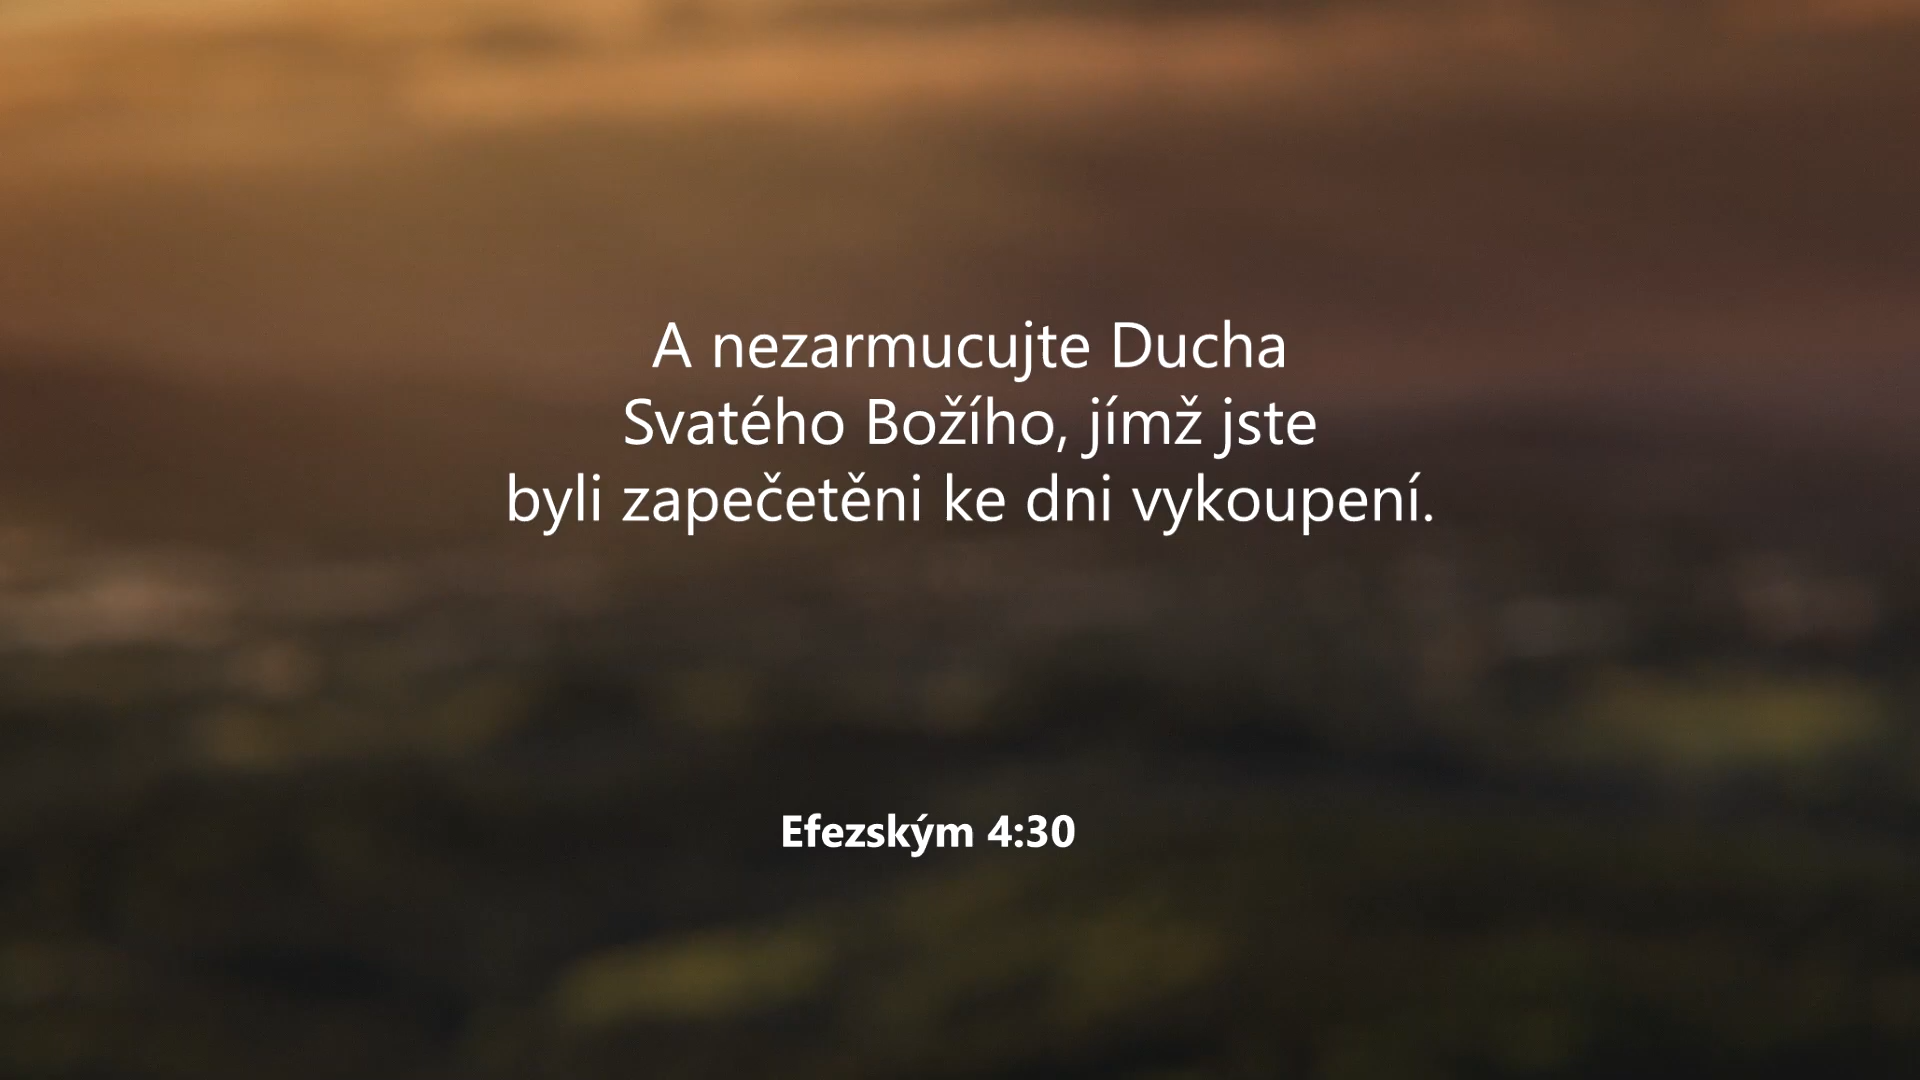 A nezarmucujte Ducha
Svatého Božího, jímž jste
byli zapečetěni ke dni vykoupení.
Efezským 4:30